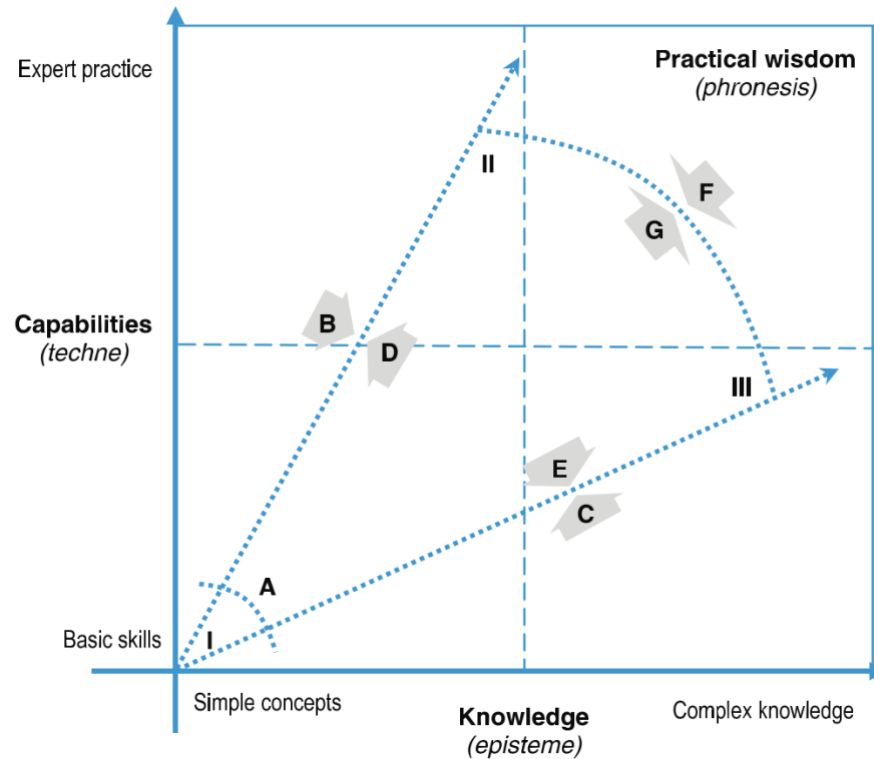 Expert practice
Practical wisdom
(phronesis)
II
F
G
B
Capabilities
(techne)
D
III
E
C
A
Basic skills
I
Simple concepts
Knowledge
(episteme)
Complex knowledge